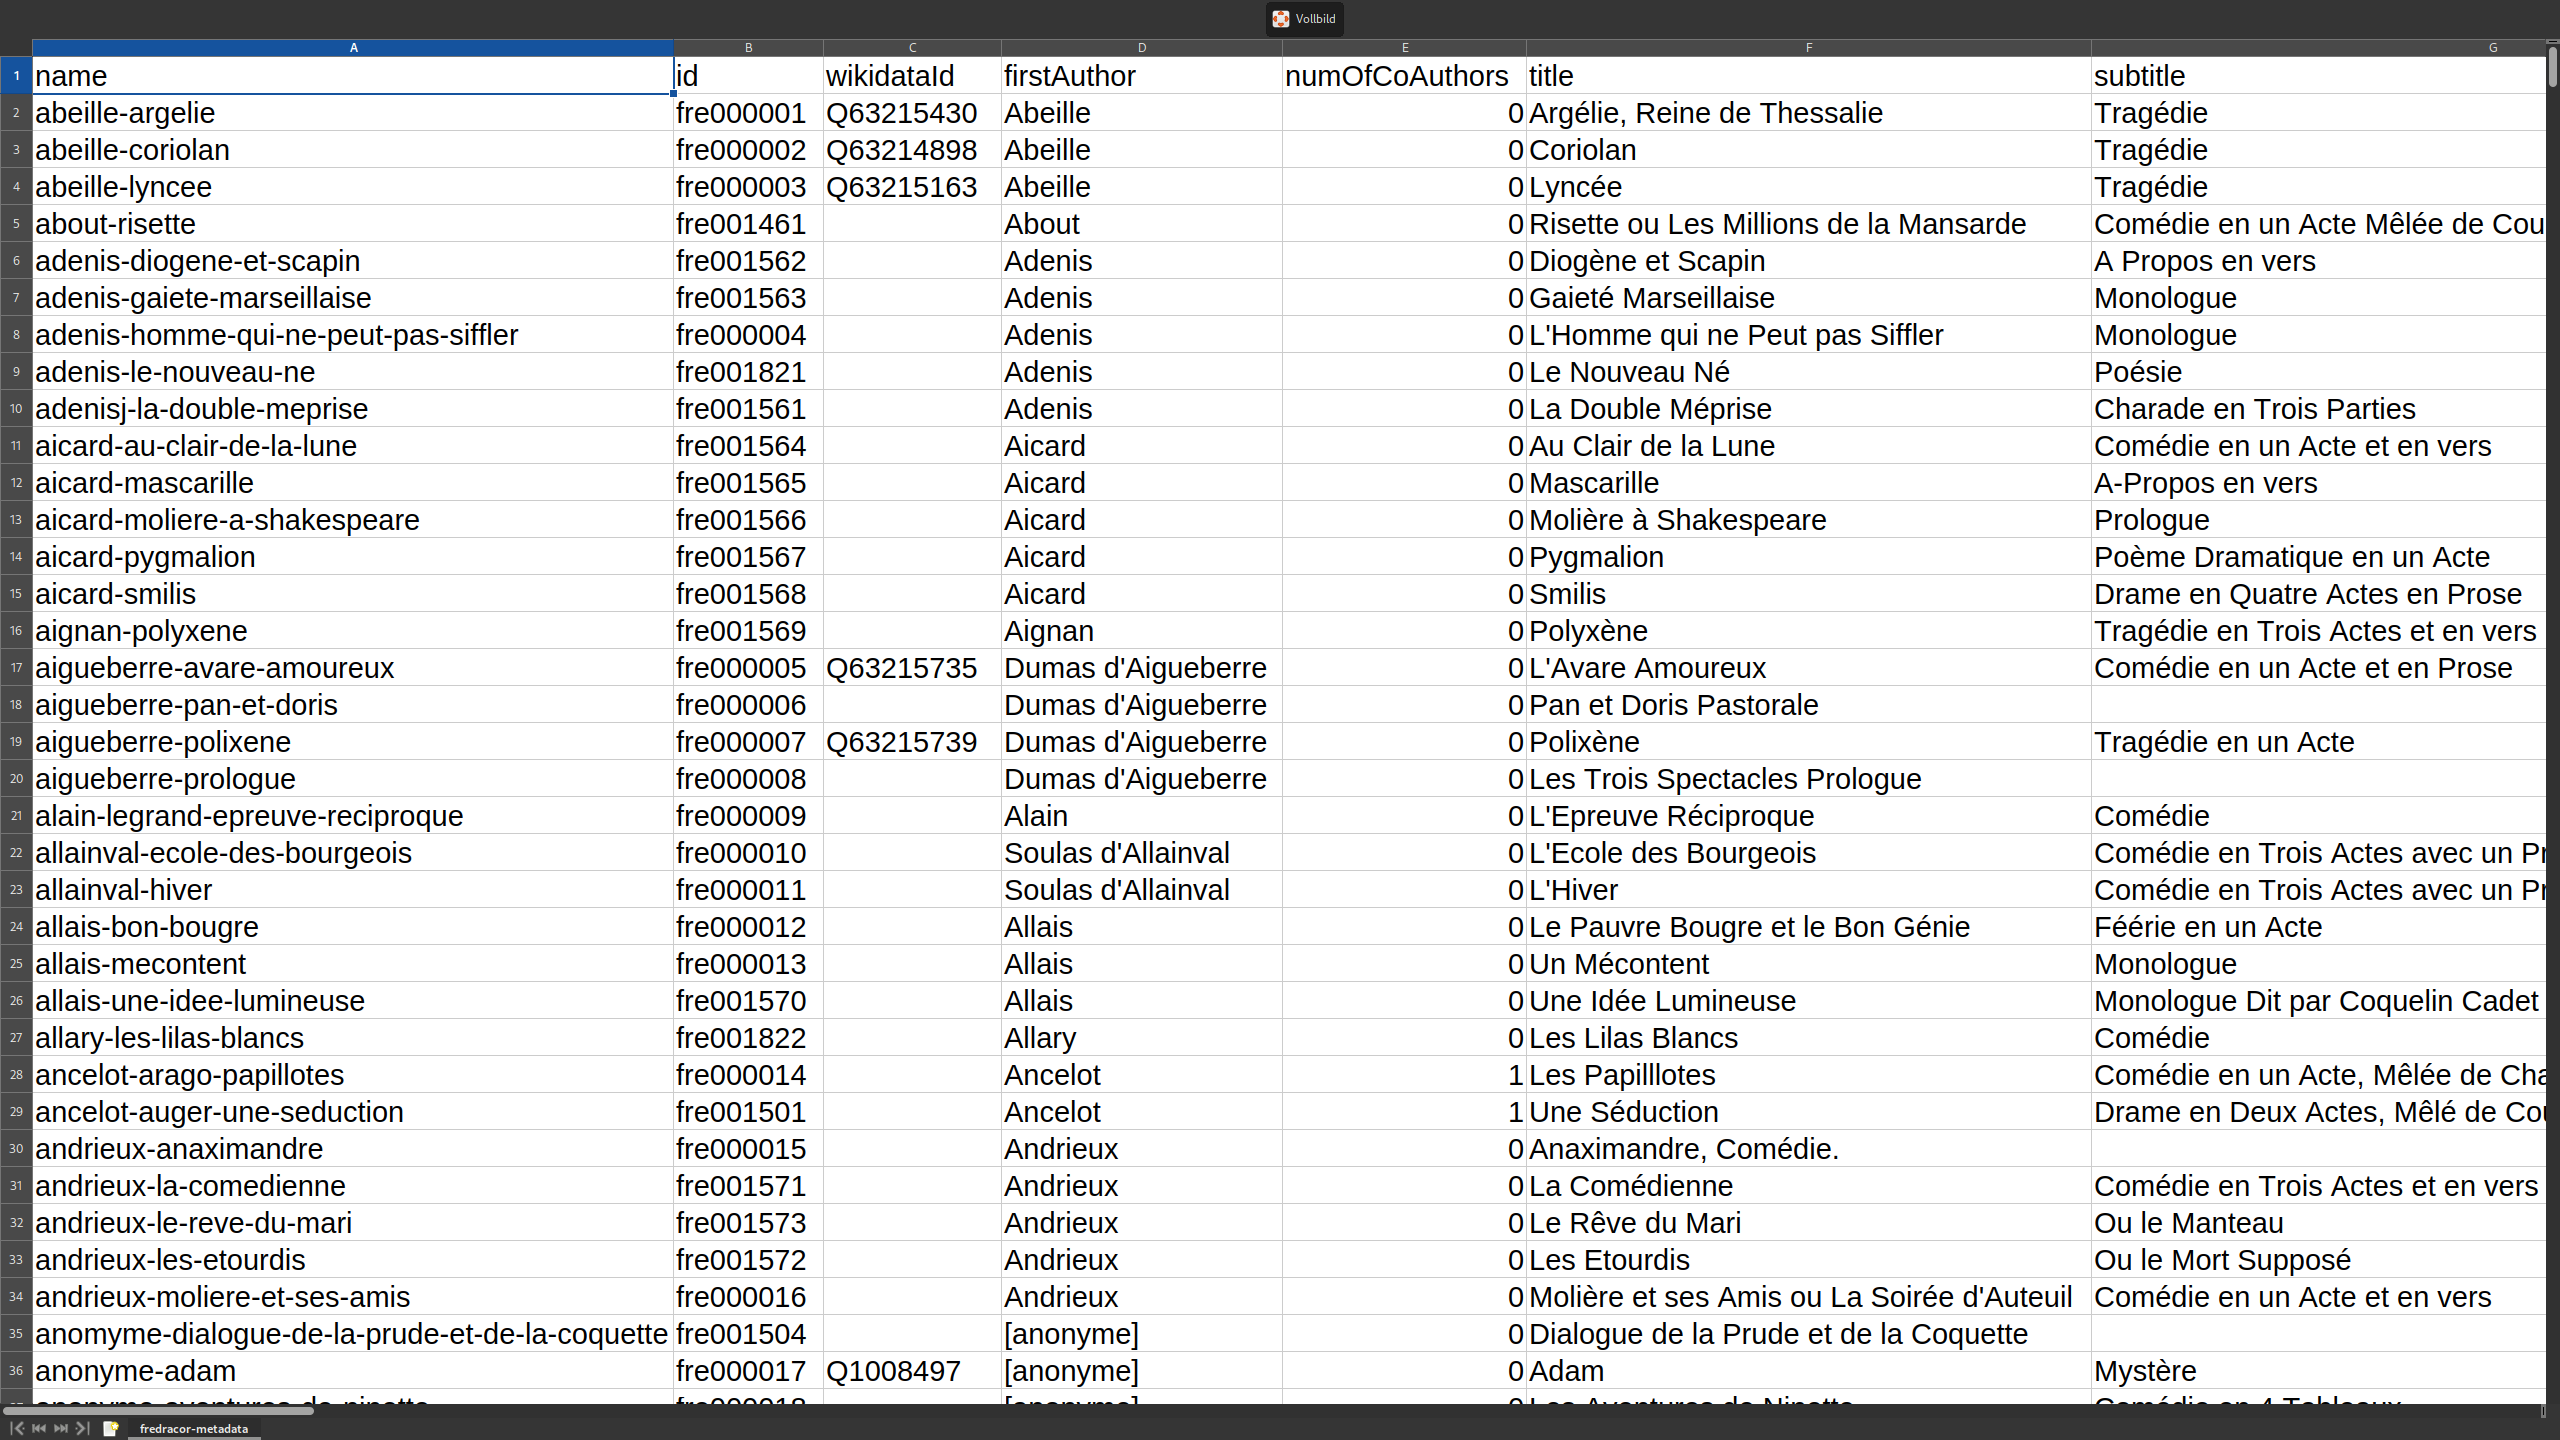 Vollbild
A B C D E F G
1 name id wikidataId firstAuthor numOfCoAuthors title subtitle
2 abeille-argelie fre000001 Q63215430 Abeille 0 Argélie, Reine de Thessalie Tragédie
3 abeille-coriolan fre000002 Q63214898 Abeille 0 Coriolan Tragédie
4 abeille-lyncee fre000003 Q63215163 Abeille 0 Lyncée Tragédie
5 about-risette fre001461 About 0 Risette ou Les Millions de la Mansarde Comédie en un Acte Mêlée de Cou
6 adenis-diogene-et-scapin fre001562 Adenis 0 Diogène et Scapin A Propos en vers
7 adenis-gaiete-marseillaise fre001563 Adenis 0 Gaieté Marseillaise Monologue
8 adenis-homme-qui-ne-peut-pas-siffler fre000004 Adenis 0 L'Homme qui ne Peut pas Siffler Monologue
9 adenis-le-nouveau-ne fre001821 Adenis 0 Le Nouveau Né Poésie
10 adenisj-la-double-meprise fre001561 Adenis 0 La Double Méprise Charade en Trois Parties
11 aicard-au-clair-de-la-lune fre001564 Aicard 0 Au Clair de la Lune Comédie en un Acte et en vers
12 aicard-mascarille fre001565 Aicard 0 Mascarille A-Propos en vers
13 aicard-moliere-a-shakespeare fre001566 Aicard 0 Molière à Shakespeare Prologue
14 aicard-pygmalion fre001567 Aicard 0 Pygmalion Poème Dramatique en un Acte
15 aicard-smilis fre001568 Aicard 0 Smilis Drame en Quatre Actes en Prose
16 aignan-polyxene fre001569 Aignan 0 Polyxène Tragédie en Trois Actes et en vers
17 aigueberre-avare-amoureux fre000005 Q63215735 Dumas d'Aigueberre 0 L'Avare Amoureux Comédie en un Acte et en Prose
18 aigueberre-pan-et-doris fre000006 Dumas d'Aigueberre 0 Pan et Doris Pastorale
19 aigueberre-polixene fre000007 Q63215739 Dumas d'Aigueberre 0 Polixène Tragédie en un Acte
20 aigueberre-prologue fre000008 Dumas d'Aigueberre 0 Les Trois Spectacles Prologue
21 alain-legrand-epreuve-reciproque fre000009 Alain 0 L'Epreuve Réciproque Comédie
22 allainval-ecole-des-bourgeois fre000010 Soulas d'Allainval 0 L'Ecole des Bourgeois Comédie en Trois Actes avec un Pr
23 allainval-hiver fre000011 Soulas d'Allainval 0 L'Hiver Comédie en Trois Actes avec un Pr
24 allais-bon-bougre fre000012 Allais 0 Le Pauvre Bougre et le Bon Génie Féérie en un Acte
25 allais-mecontent fre000013 Allais 0 Un Mécontent Monologue
26 allais-une-idee-lumineuse fre001570 Allais 0 Une Idée Lumineuse Monologue Dit par Coquelin Cadet
27 allary-les-lilas-blancs fre001822 Allary 0 Les Lilas Blancs Comédie
28 ancelot-arago-papillotes fre000014 Ancelot 1 Les Papilllotes Comédie en un Acte, Mêlée de Cha
29 ancelot-auger-une-seduction fre001501 Ancelot 1 Une Séduction Drame en Deux Actes, Mêlé de Cou
30 andrieux-anaximandre fre000015 Andrieux 0 Anaximandre, Comédie.
31 andrieux-la-comedienne fre001571 Andrieux 0 La Comédienne Comédie en Trois Actes et en vers
32 andrieux-le-reve-du-mari fre001573 Andrieux 0 Le Rêve du Mari Ou le Manteau
33 andrieux-les-etourdis fre001572 Andrieux 0 Les Etourdis Ou le Mort Supposé
34 andrieux-moliere-et-ses-amis fre000016 Andrieux 0 Molière et ses Amis ou La Soirée d'Auteuil Comédie en un Acte et en vers
35 anomyme-dialogue-de-la-prude-et-de-la-coquette fre001504 [anonyme] 0 Dialogue de la Prude et de la Coquette
36 anonyme-adam fre000017 Q1008497 [anonyme] 0 Adam Mystère
anonyme-aventures-de-ninette fre000018 [anonyme] 0 Les Aventures de Ninette Comédie en 4 Tableaux
fredracor-metadata